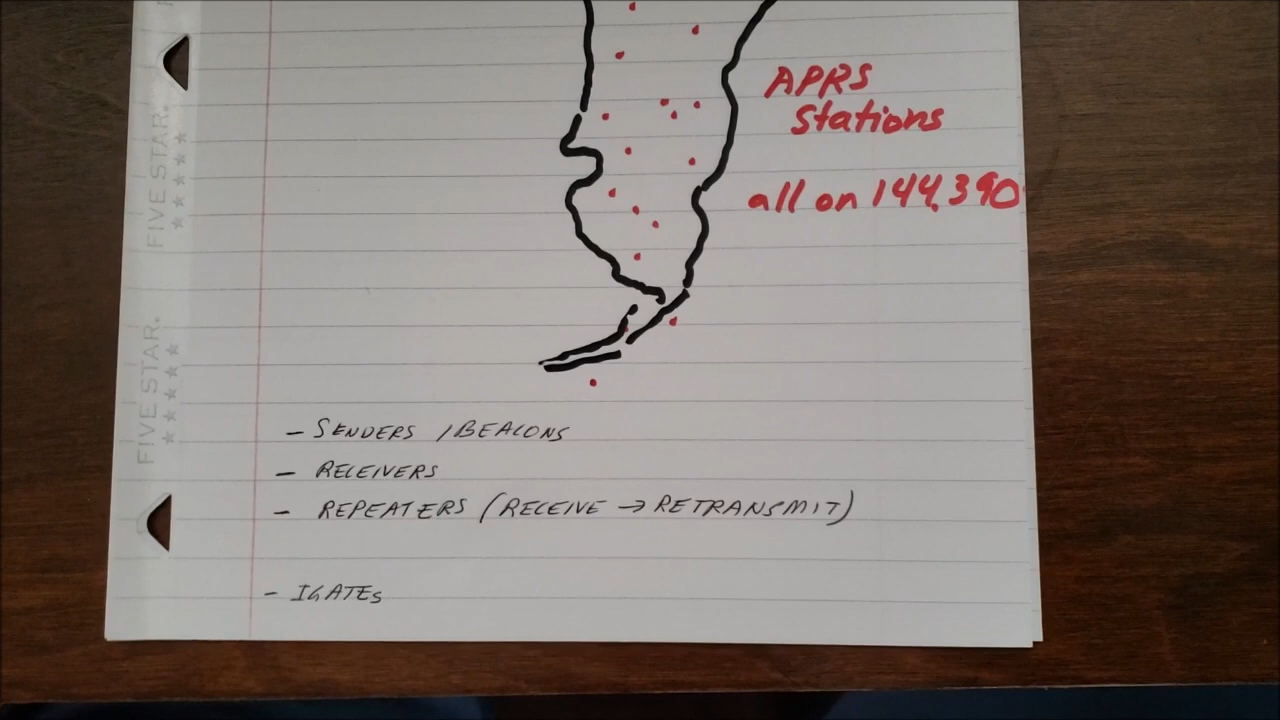 FIVE STAR.
★★★★★
FIVE STAR.
★★★★★
APRS
Stations
all on 144.390
- SENDERS / BEACONS
- RECEIVERS
- REPEATERS (RECEIVE → RETRANSMIT)
- IGATES